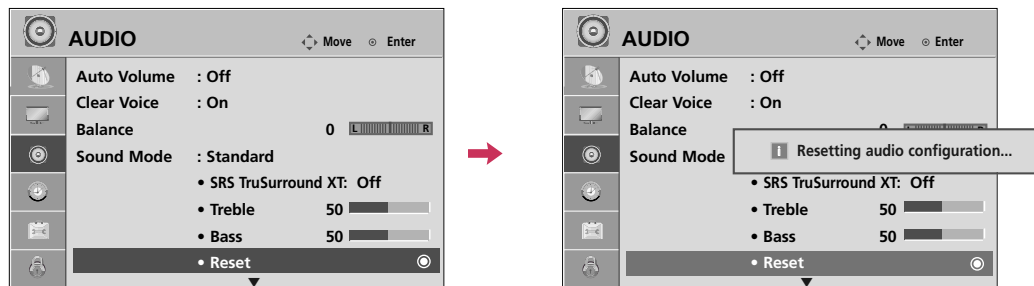 AUDIO Move Enter
Auto Volume : Off
Clear Voice : On
Balance 0 L R
Sound Mode : Standard
• SRS TruSurround XT: Off
• Treble 50
• Bass 50
• Reset
AUDIO Move Enter
Auto Volume : Off
Clear Voice : On
Balance
Sound Mode
i Resetting audio configuration...
• SRS TruSurround XT: Off
• Treble 50
• Bass 50
• Reset